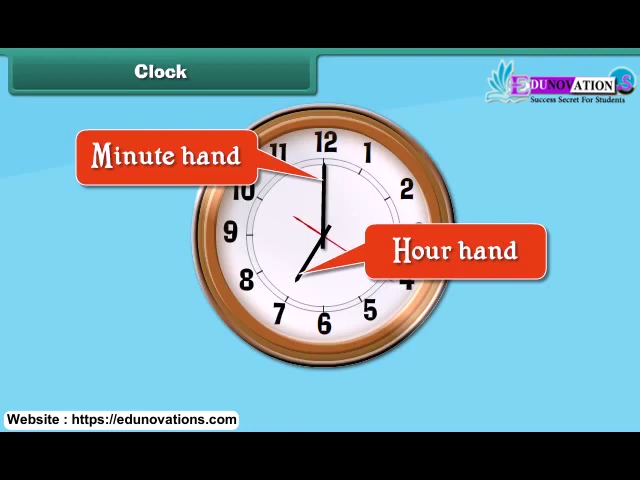 Clock
EDUNOVATIONS
Success Secret For Students
Minute hand
Hour hand
12
11
1
10
2
9
8
4
7
5
6
Website : https://edunovations.com